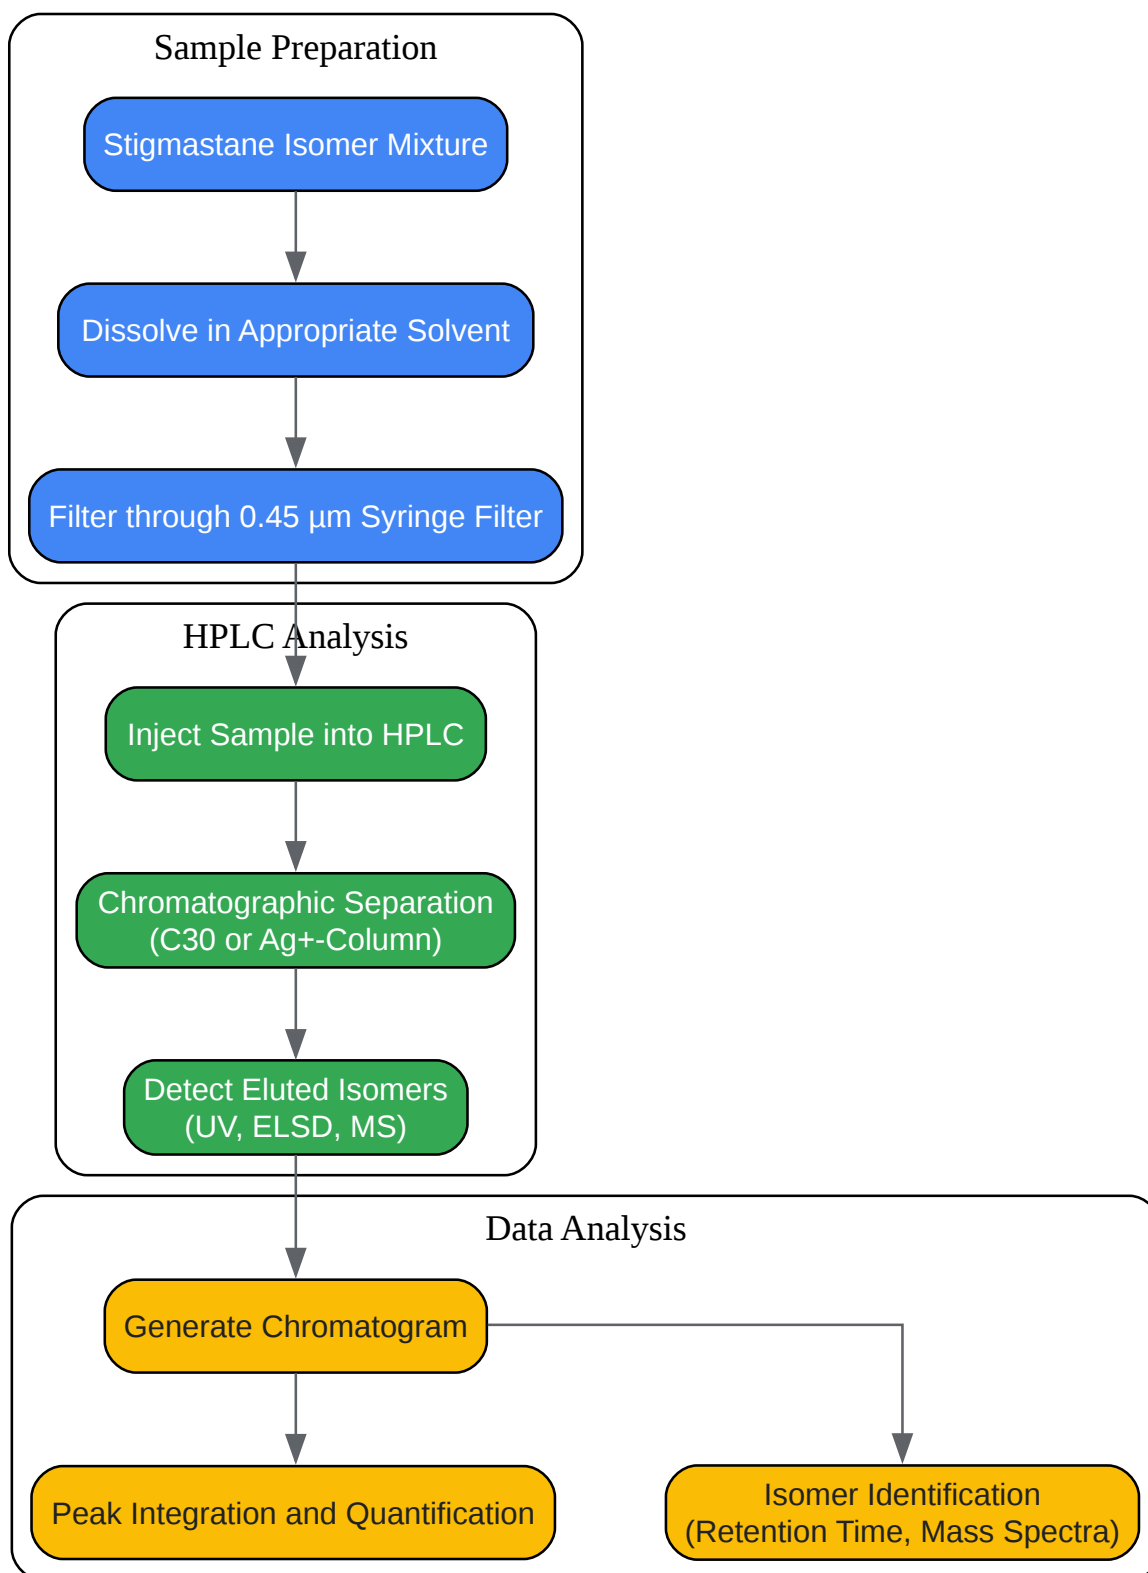 Sample Preparation
Stigmastane Isomer Mixture
Dissolve in Appropriate Solvent
Filter through 0.45 µm Syringe Filter
HPLC Analysis
Inject Sample into HPLC
Chromatographic Separation
(C30 or Ag+-Column)
Detect Eluted Isomers
(UV, ELSD, MS)
Data Analysis
Generate Chromatogram
Peak Integration and Quantification
Isomer Identification
(Retention Time, Mass Spectra)